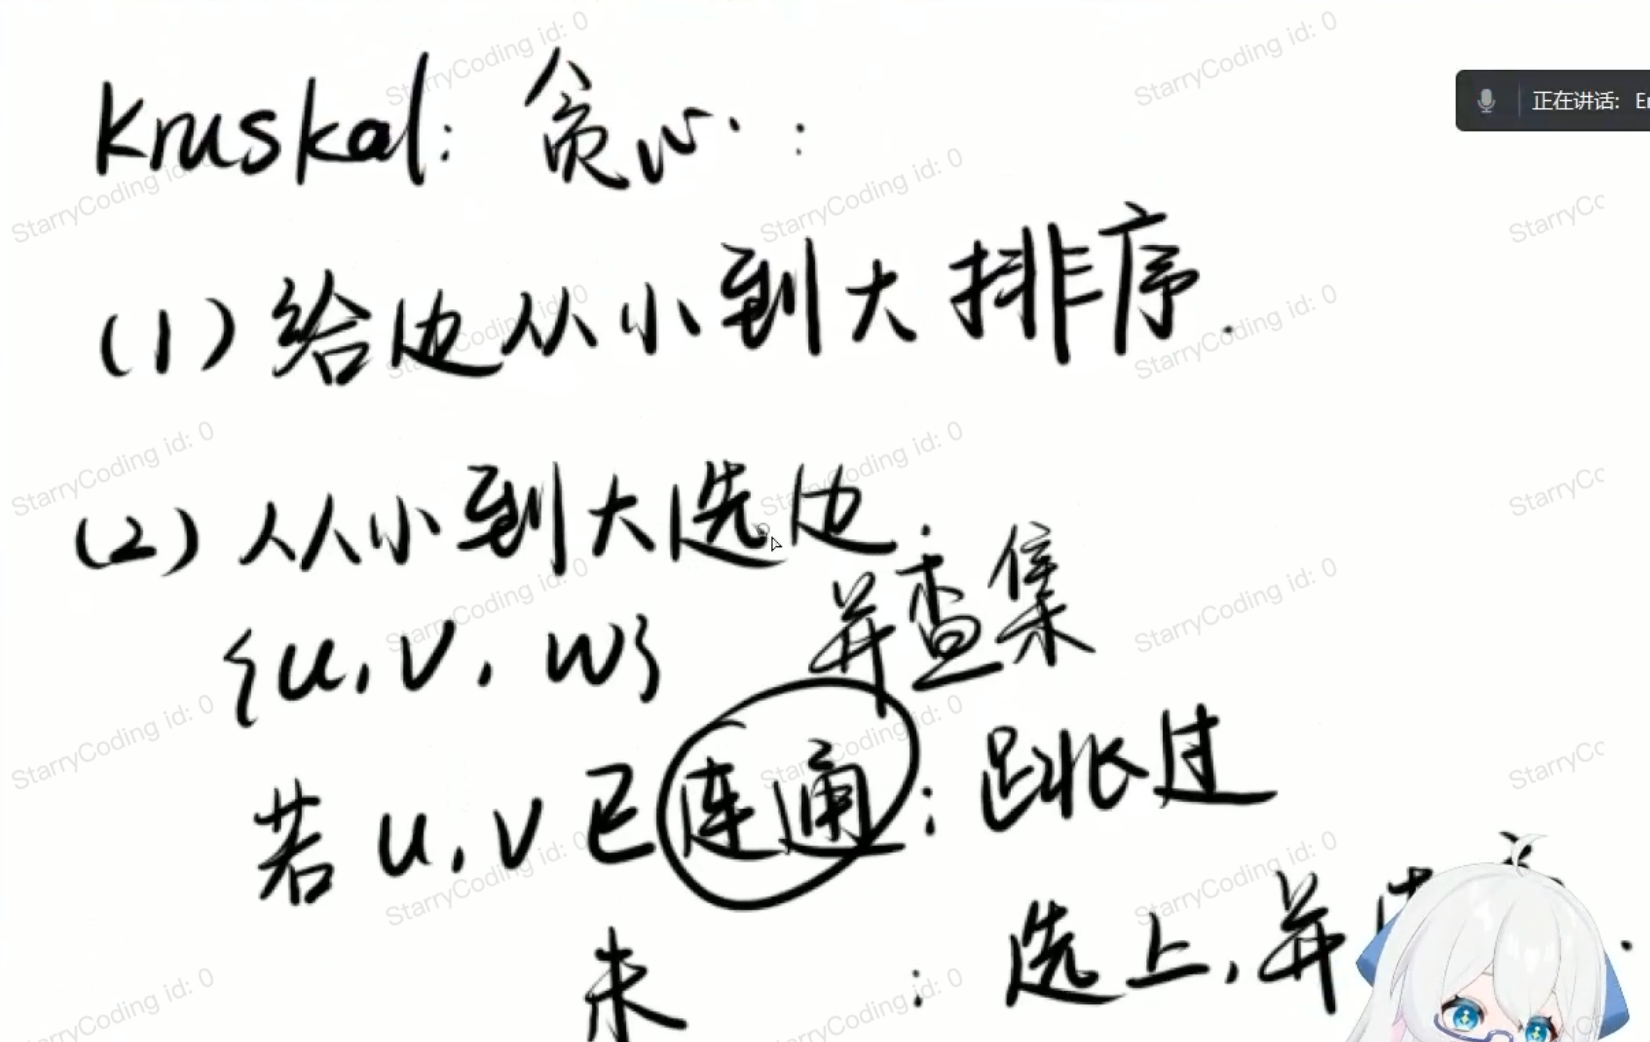 Kruskal: 贪心:
正在讲话:
(1) 给边从小到大排序.
(2) 从小到大选边:
并查集
{u, v, w}
若 u, v 已连通: 跳过
未 : 选上, 并
StarryCoding id: 0